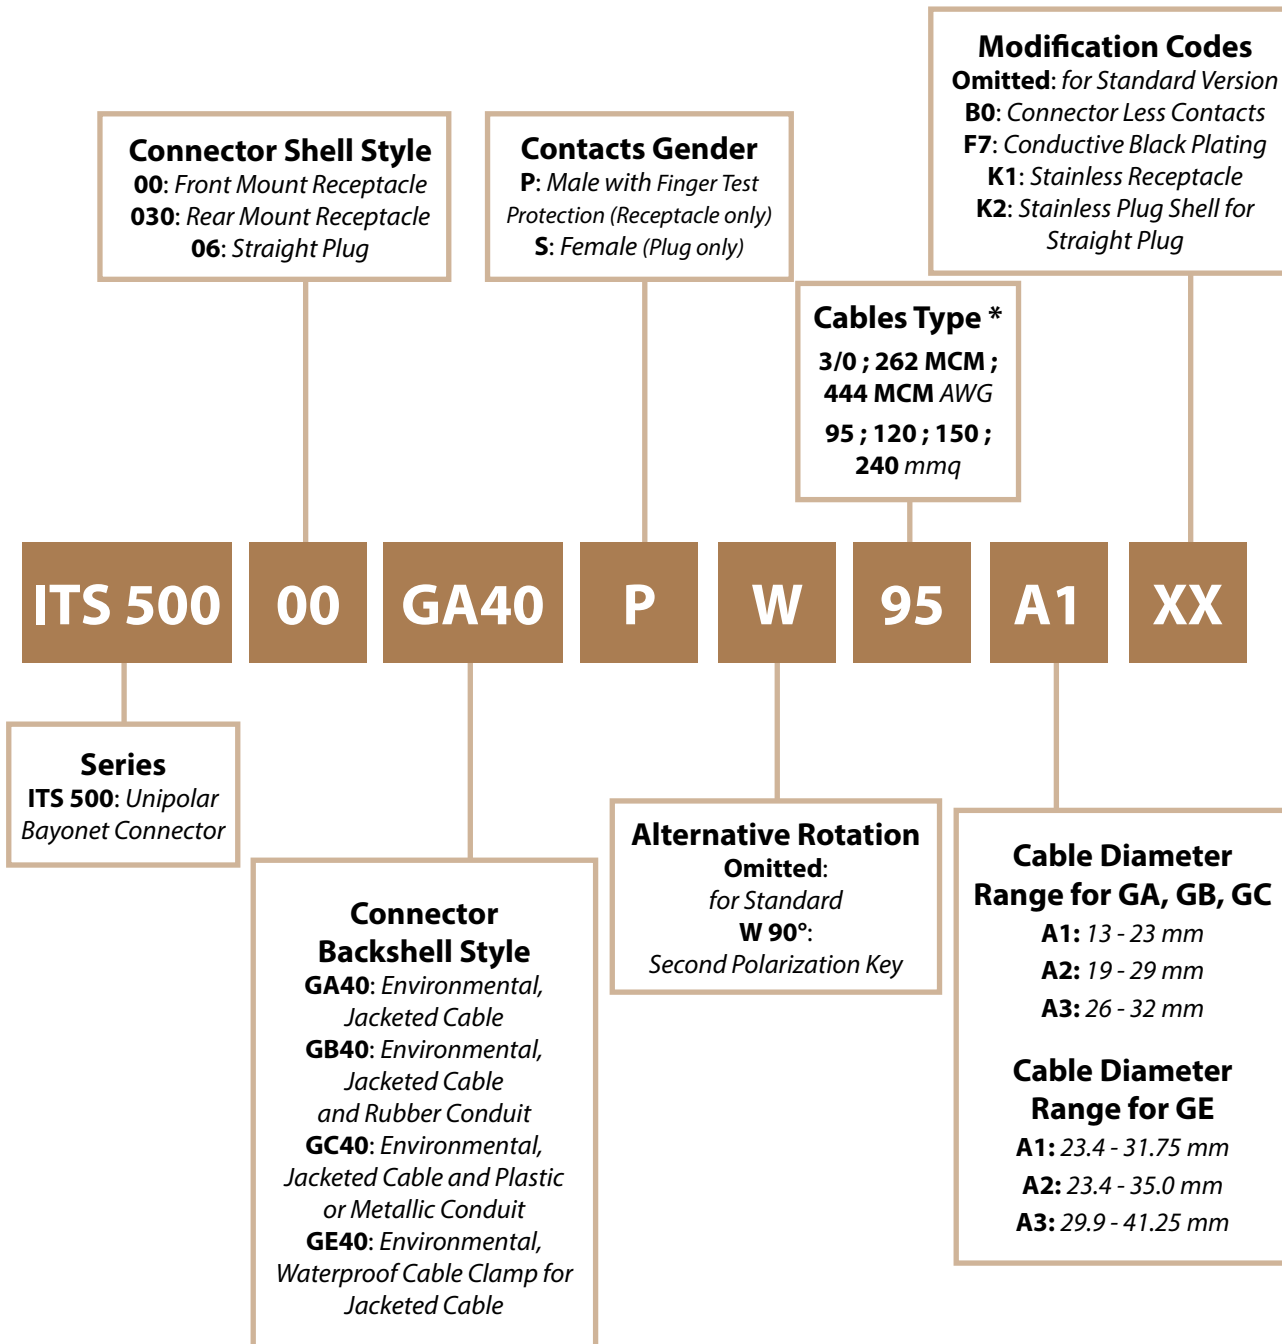 Modification Codes
Omitted: for Standard Version
B0: Connector Less Contacts
F7: Conductive Black Plating
K1: Stainless Receptacle
K2: Stainless Plug Shell for
Straight Plug
Connector Shell Style
00: Front Mount Receptacle
030: Rear Mount Receptacle
06: Straight Plug
Contacts Gender
P: Male with Finger Test
Protection (Receptacle only)
S: Female (Plug only)
Cables Type *
3/0 ; 262 MCM ;
444 MCM AWG
95 ; 120 ; 150 ;
240 mmq
ITS 500 00 GA40 P W 95 A1 XX
Series
ITS 500: Unipolar
Bayonet Connector
Connector
Backshell Style
GA40: Environmental,
Jacketed Cable
GB40: Environmental,
Jacketed Cable
and Rubber Conduit
GC40: Environmental,
Jacketed Cable and Plastic
or Metallic Conduit
GE40: Environmental,
Waterproof Cable Clamp for
Jacketed Cable
Alternative Rotation
Omitted:
for Standard
W 90°:
Second Polarization Key
Cable Diameter
Range for GA, GB, GC
A1: 13 - 23 mm
A2: 19 - 29 mm
A3: 26 - 32 mm
Cable Diameter
Range for GE
A1: 23.4 - 31.75 mm
A2: 23.4 - 35.0 mm
A3: 29.9 - 41.25 mm